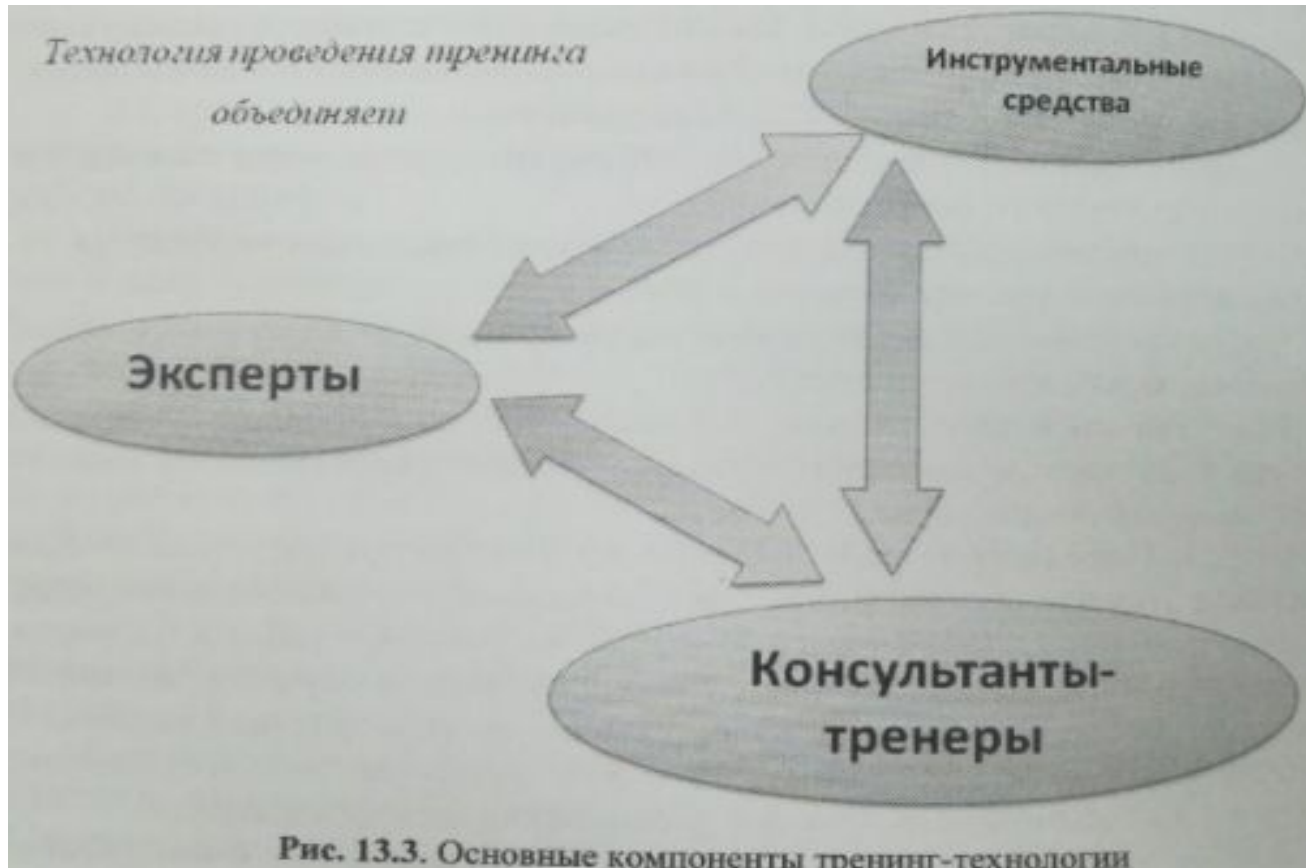 Технология проведения тренинга
объединяет
Инструментальные
средства
Эксперты
Консультанты-
тренеры
Рис. 13.3. Основные компоненты тренинг-технологии